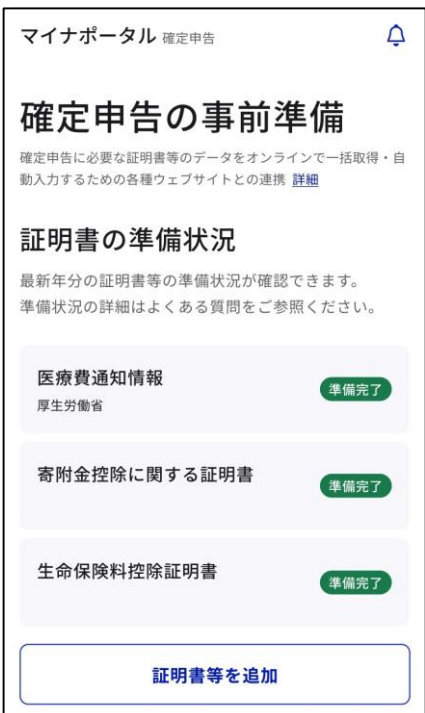 マイナポータル 確定申告
確定申告の事前準備
確定申告に必要な証明書等のデータをオンラインで一括取得・自
動入力するための各種ウェブサイトとの連携 詳細
証明書の準備状況
最新年分の証明書等の準備状況が確認できます。
準備状況の詳細はよくある質問をご参照ください。
医療費通知情報
厚生労働省
準備完了
寄附金控除に関する証明書
準備完了
生命保険料控除証明書
準備完了
証明書等を追加